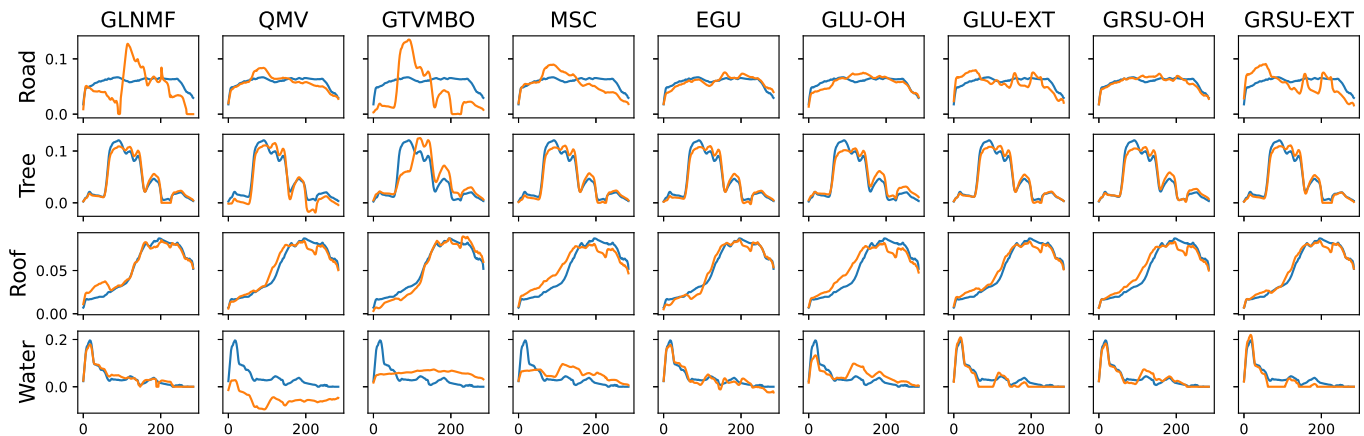 GLNMF QMV GTVMBO MSC EGU GLU-OH GLU-EXT GRSU-OH GRSU-EXT
Road 0.1 0.0
Tree 0.1 0.0
Roof 0.05 0.00
Water 0.2 0.0
0 200 0 200 0 200 0 200 0 200 0 200 0 200 0 200 0 200